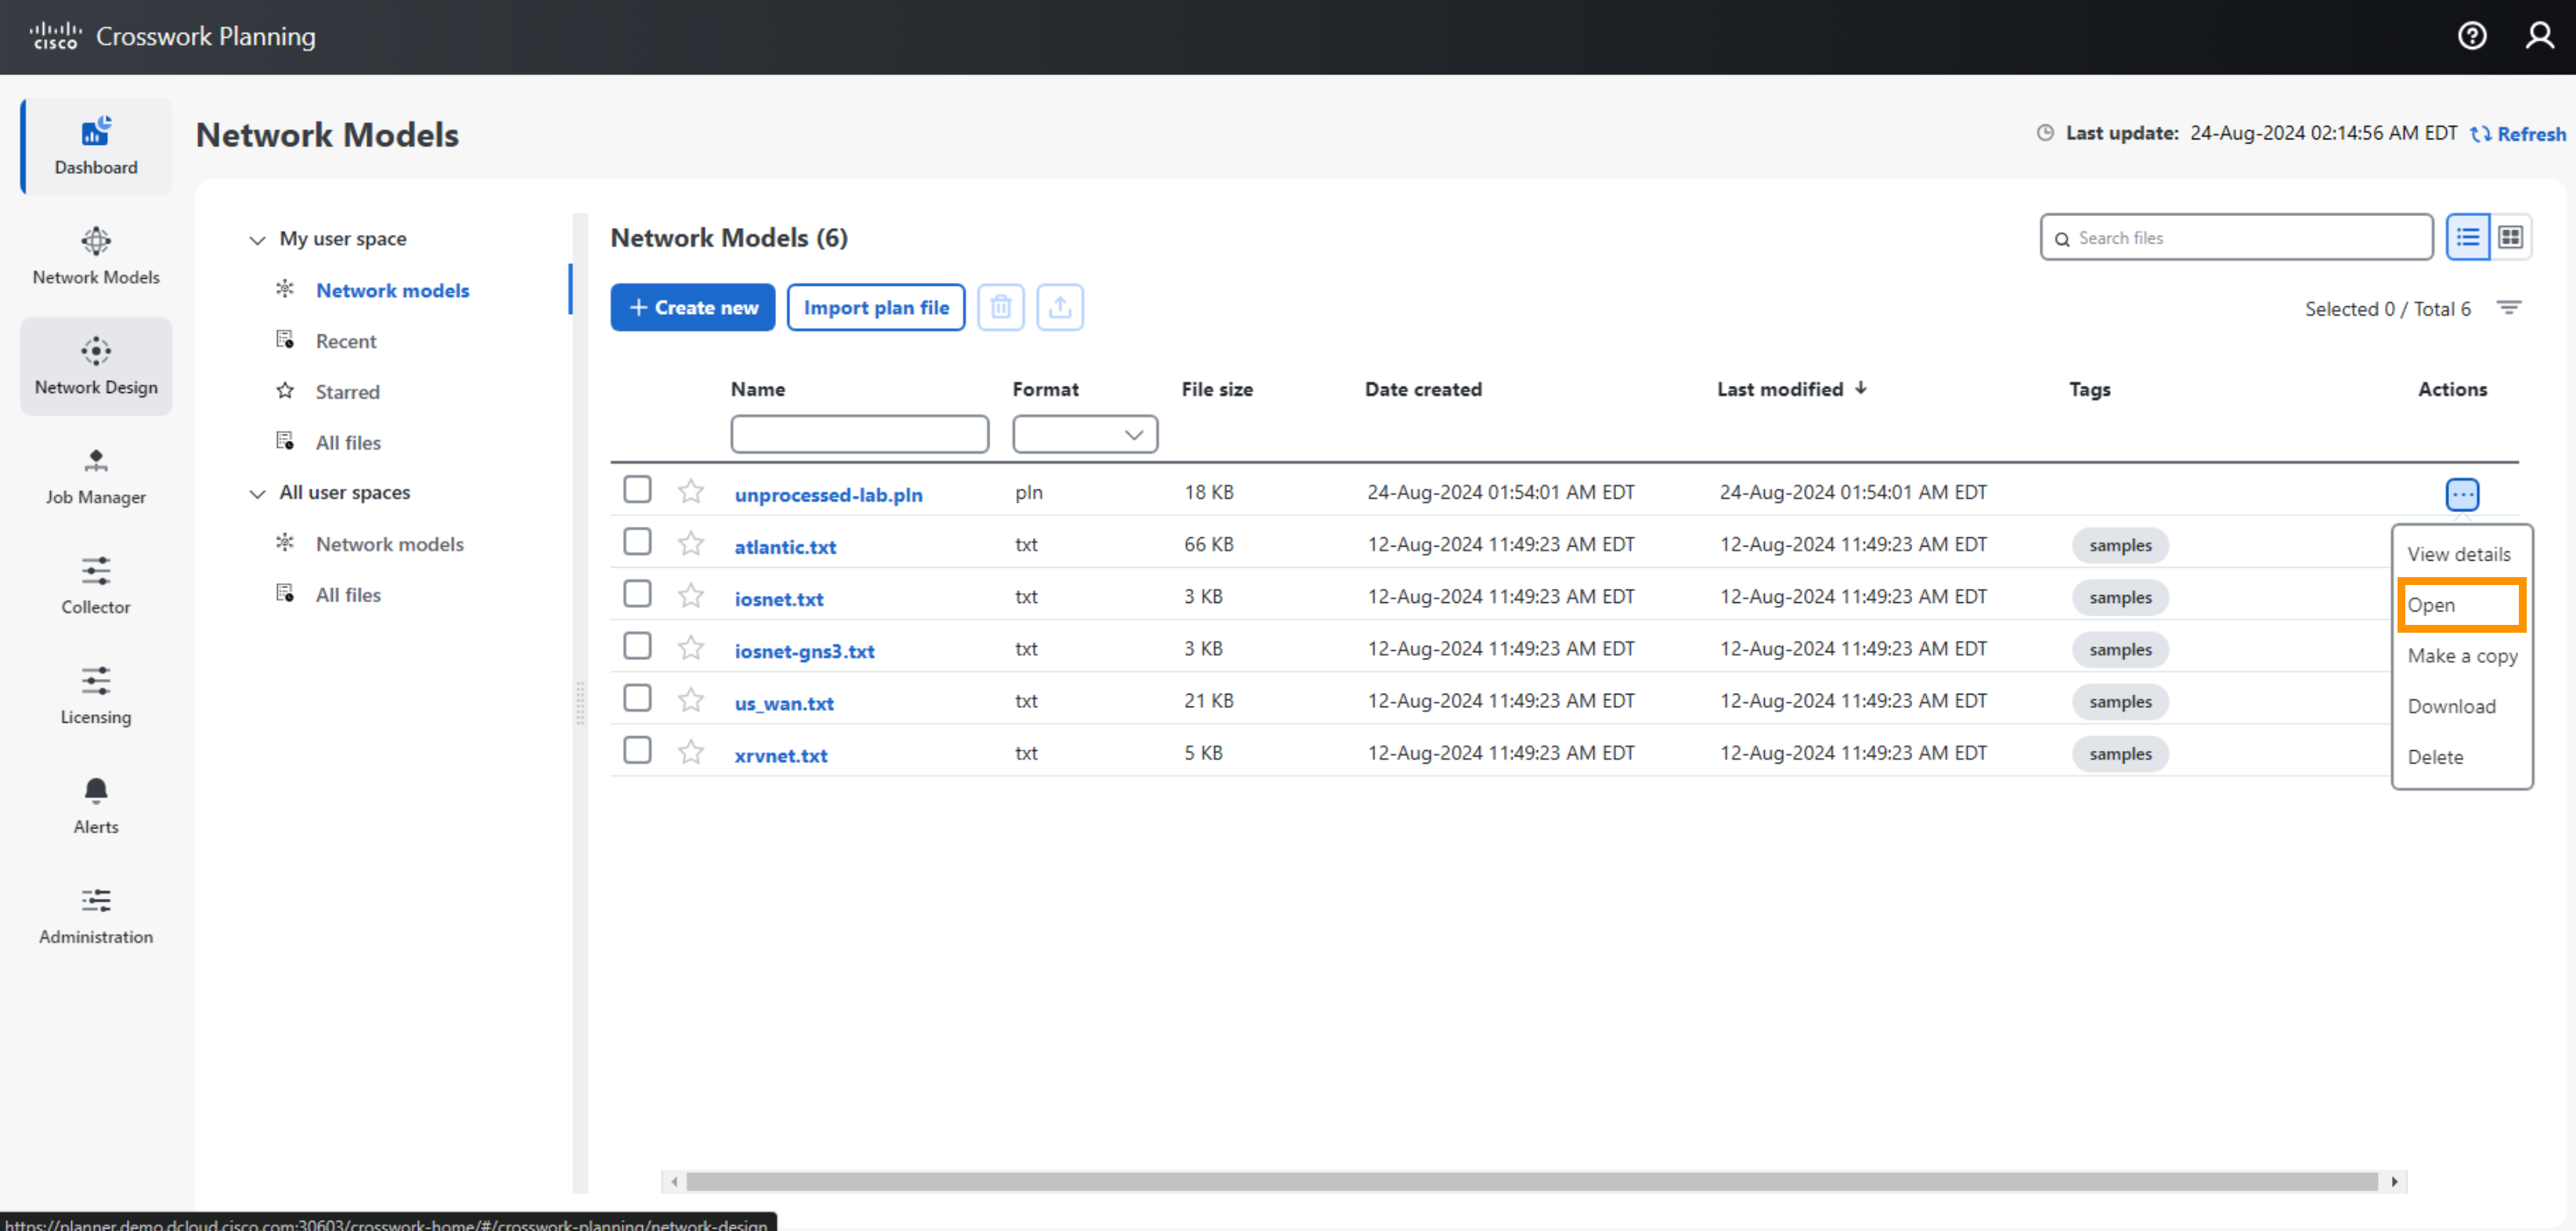 cisco Crosswork Planning
Dashboard
Network Models
Network Design
Job Manager
Collector
Licensing
Alerts
Administration
Network Models
Last update: 24-Aug-2024 02:14:56 AM EDT Refresh
My user space
Network models
Recent
Starred
All files
All user spaces
Network models
All files
Network Models (6)
Search files
+ Create new Import plan file
Selected 0 / Total 6
Name Format File size Date created Last modified Tags Actions
unprocessed-lab.pln pln 18 KB 24-Aug-2024 01:54:01 AM EDT 24-Aug-2024 01:54:01 AM EDT
atlantic.txt txt 66 KB 12-Aug-2024 11:49:23 AM EDT 12-Aug-2024 11:49:23 AM EDT samples
iosnet.txt txt 3 KB 12-Aug-2024 11:49:23 AM EDT 12-Aug-2024 11:49:23 AM EDT samples
iosnet-gns3.txt txt 3 KB 12-Aug-2024 11:49:23 AM EDT 12-Aug-2024 11:49:23 AM EDT samples
us_wan.txt txt 21 KB 12-Aug-2024 11:49:23 AM EDT 12-Aug-2024 11:49:23 AM EDT samples
xrvnet.txt txt 5 KB 12-Aug-2024 11:49:23 AM EDT 12-Aug-2024 11:49:23 AM EDT samples
View details
Open
Make a copy
Download
Delete
https://planner.demo.dcloud.cisco.com:30603/crosswork-home/#/crosswork-planning/network-design